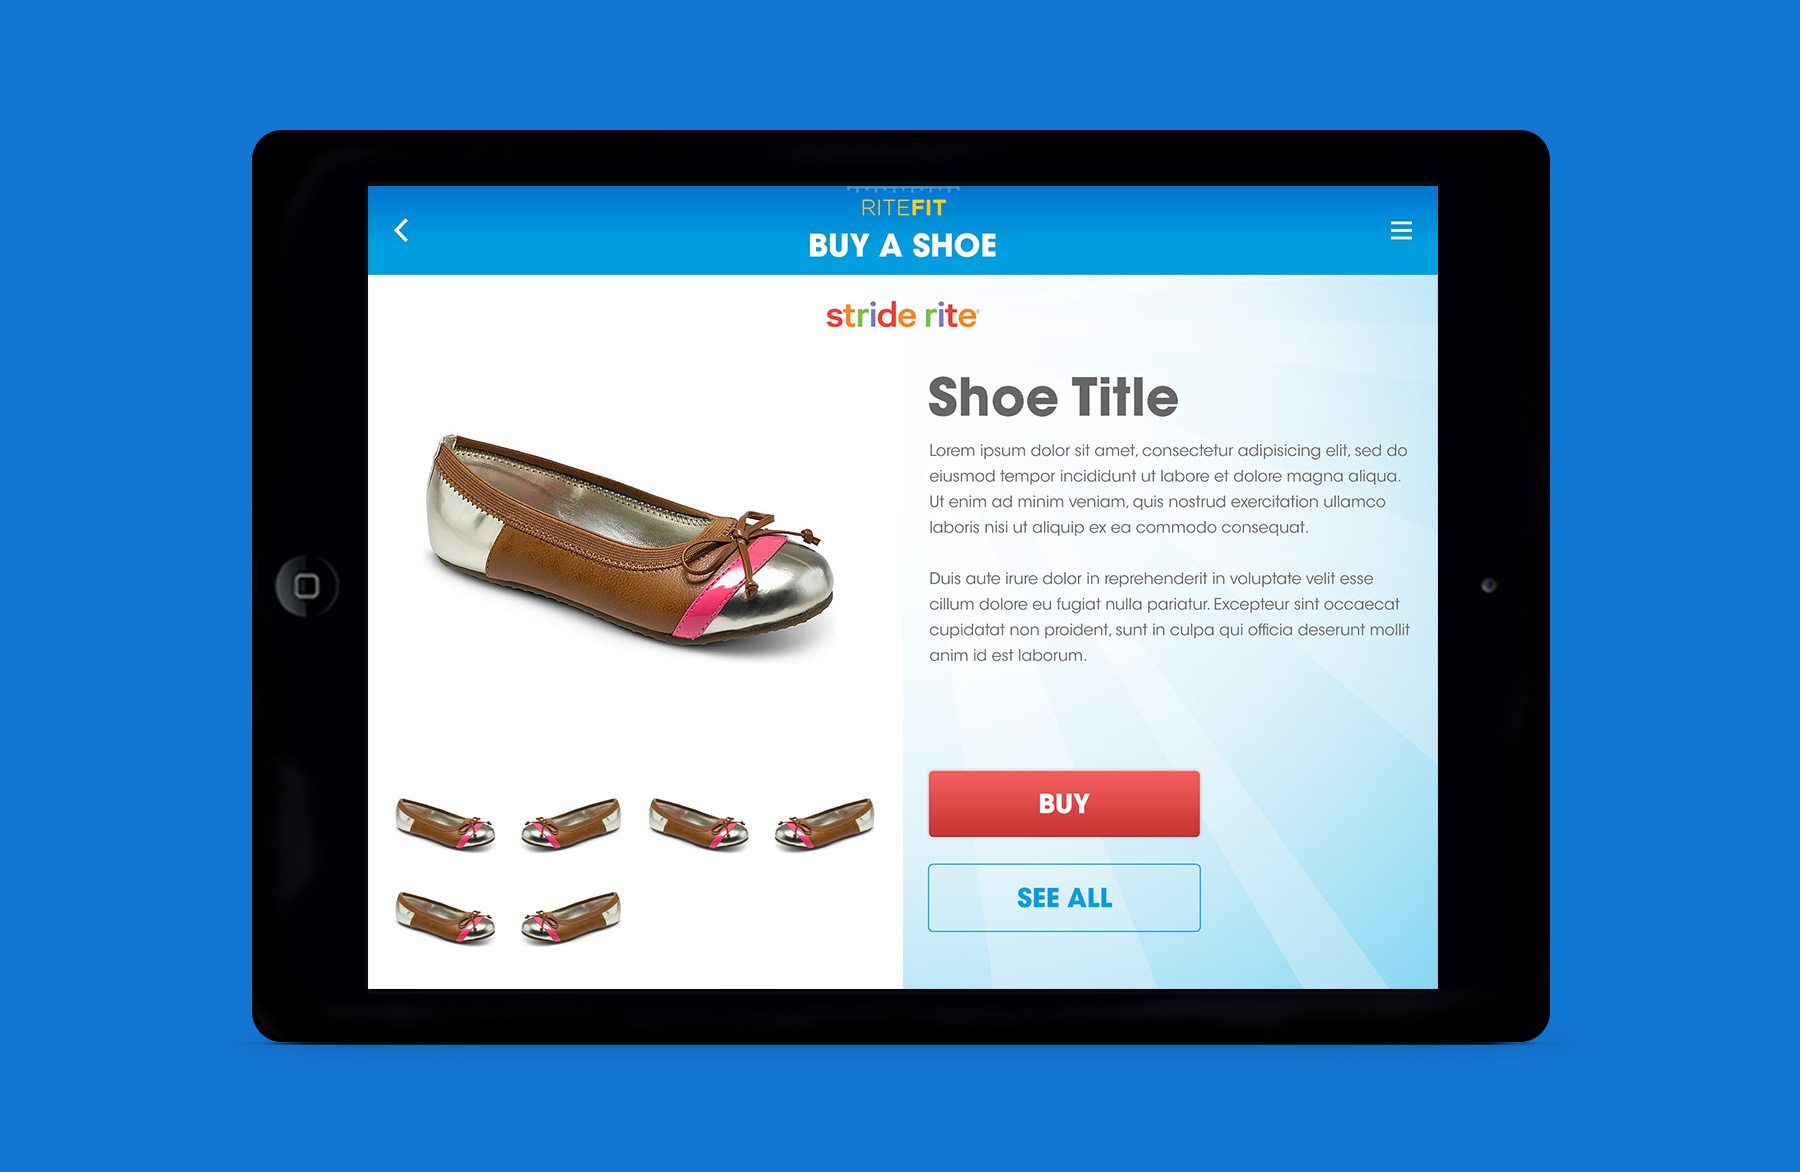 RITEFIT
BUY A SHOE
stride rite
Shoe Title
Lorem ipsum dolor sit amet, consectetur adipisicing elit, sed do
eiusmod tempor incididunt ut labore et dolore magna aliqua.
Ut enim ad minim veniam, quis nostrud exercitation ullamco
laboris nisi ut aliquip ex ea commodo consequat.
Duis aute irure dolor in reprehenderit in voluptate velit esse
cillum dolore eu fugiat nulla pariatur. Excepteur sint occaecat
cupidatat non proident, sunt in culpa qui officia deserunt mollit
anim id est laborum.
BUY
SEE ALL